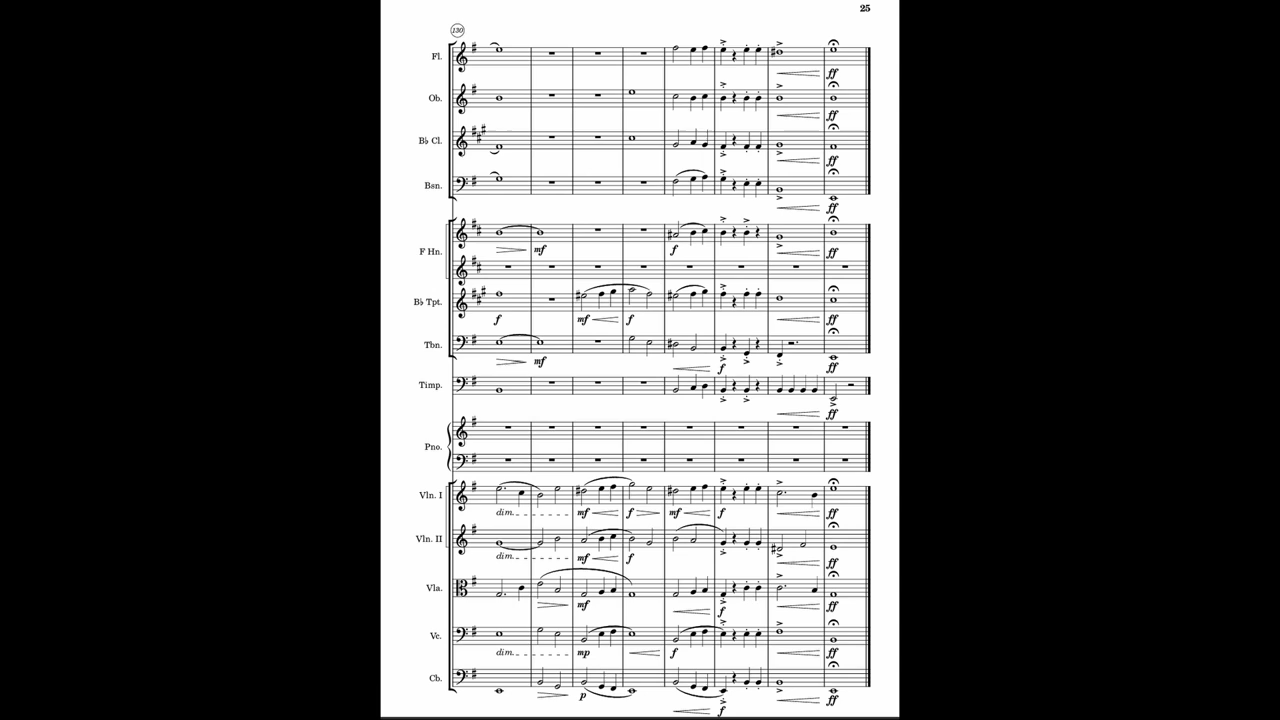 25
130
Fl.
ff
Ob.
ff
B♭ Cl.
ff
Bsn.
ff
F Hn.
mf f ff
B♭ Tpt.
f mf f ff
Tbn.
mf f ff
Timp.
ff
Pno.
Vln. I
dim. mf f mf f ff
Vln. II
dim. mf f ff
Vla.
mf f ff
Vc.
dim. mp f ff
Cb.
p f ff